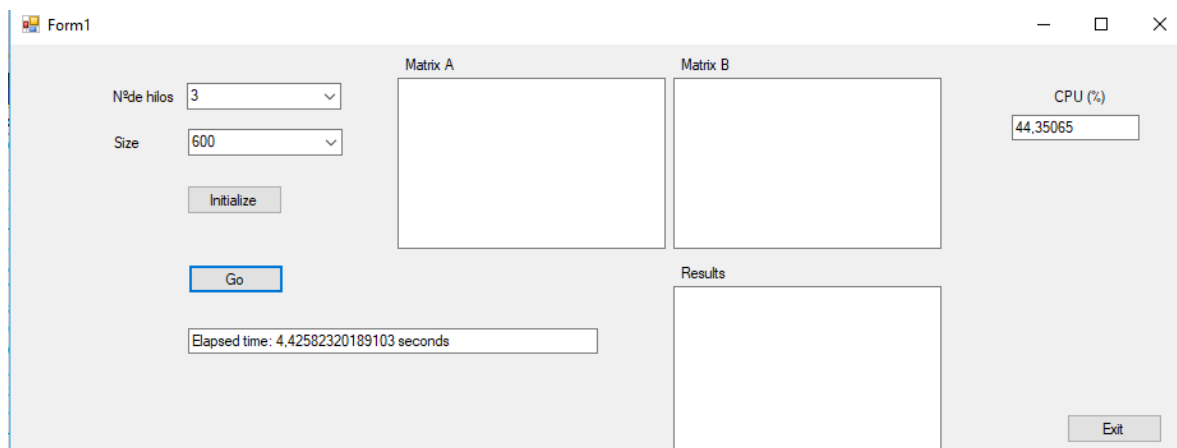 Form1
Matrix A
Matrix B
Nºde hilos
3
CPU (%)
44,35065
Size
600
Initialize
Go
Results
Elapsed time: 4,42582320189103 seconds
Exit